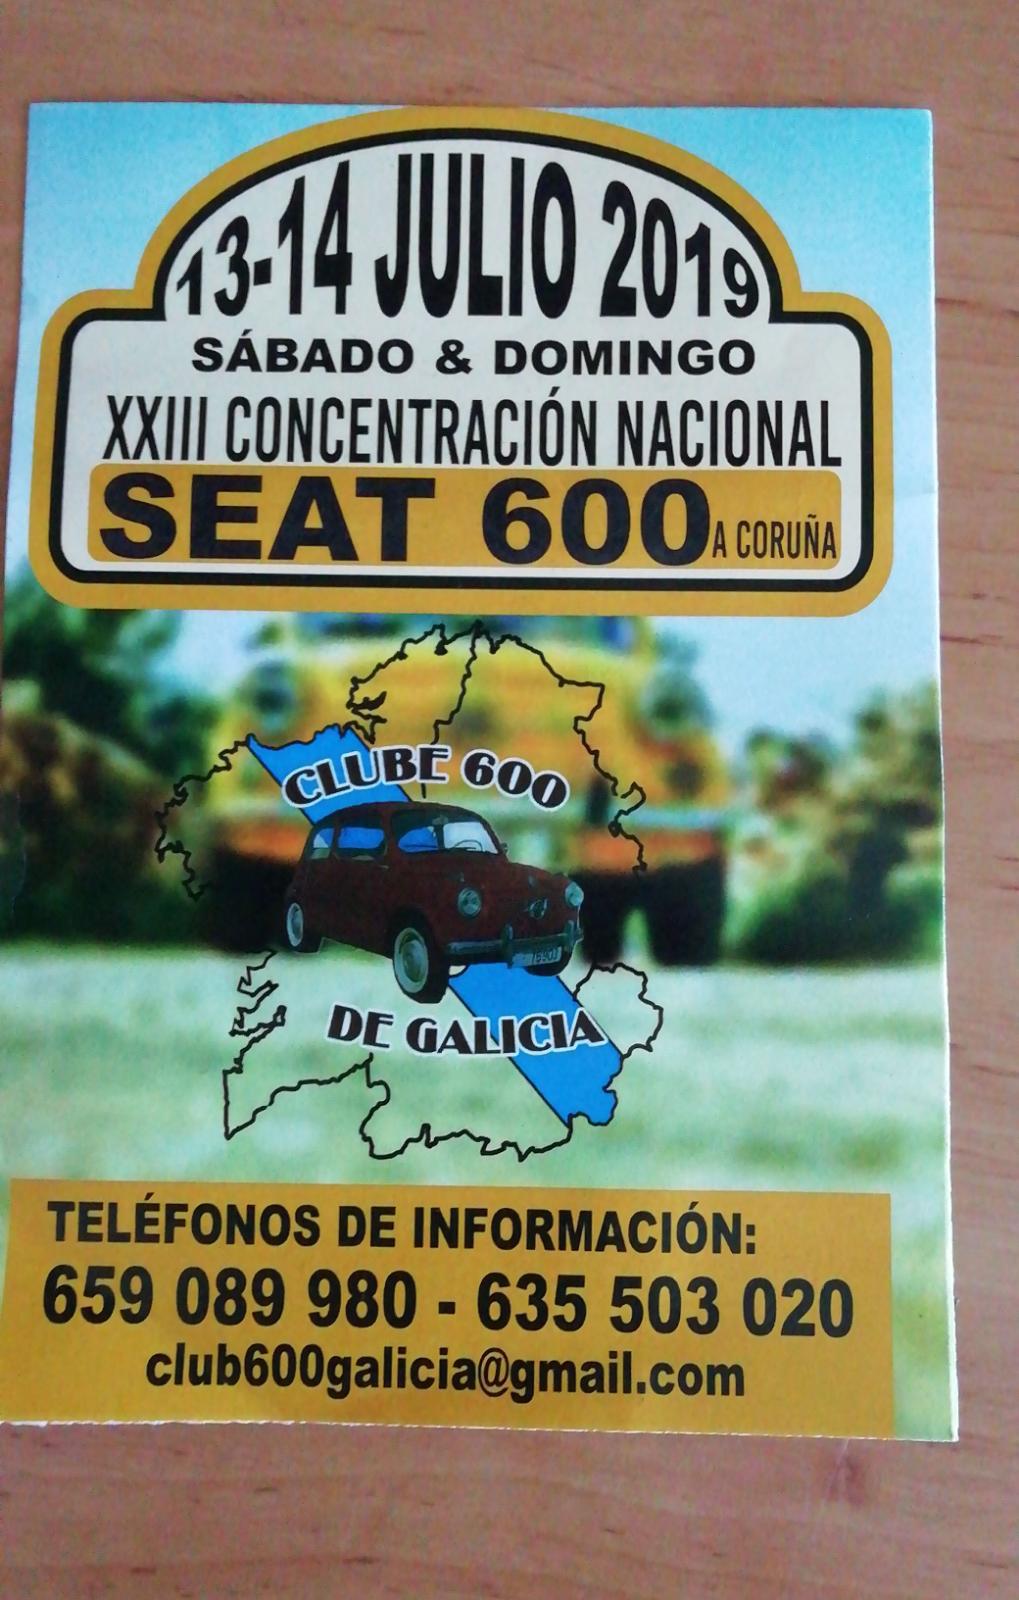 13-14 JULIO 2019
SÁBADO & DOMINGO
XXIII CONCENTRACIÓN NACIONAL
SEAT 600 A CORUÑA
CLUBE 600
DE GALICIA
TELÉFONOS DE INFORMACIÓN:
659 089 980 - 635 503 020
club600galicia@gmail.com